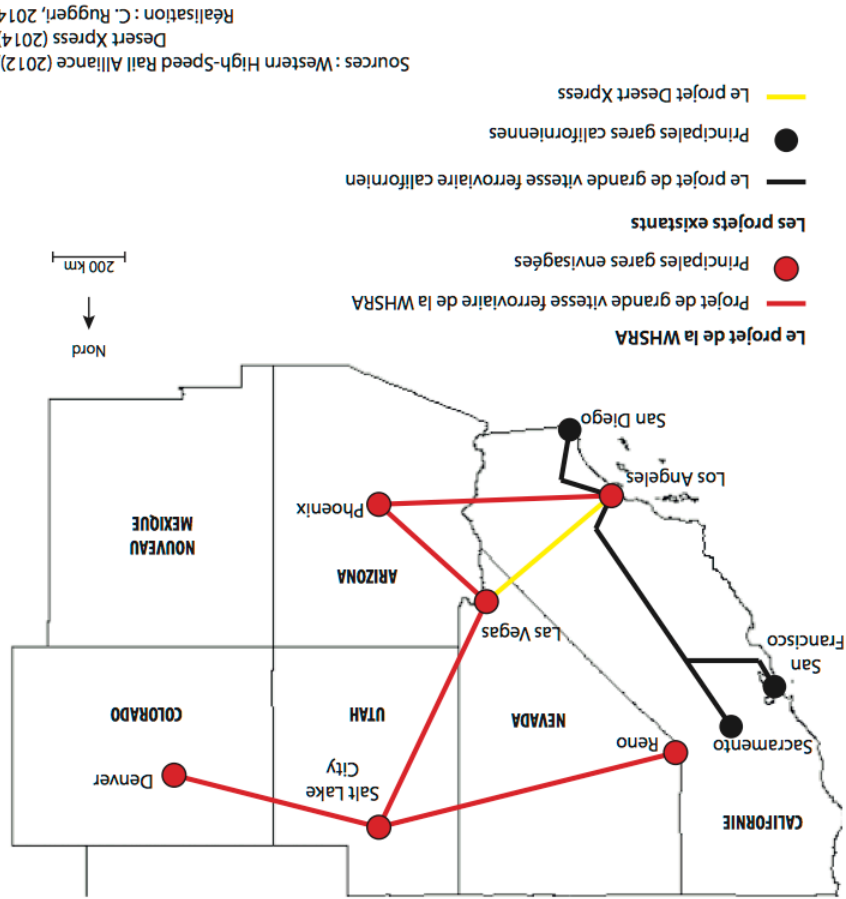 CALIFORNIE
Salt Lake
City
Denver
Sacramento
Reno
NEVADA
UTAH
COLORADO
San
Francisco
Las Vegas
ARIZONA
NOUVEAU
MEXIQUE
Phoenix
Los Angeles
San Diego
Nord
200 km
Le projet de la WHSRA
Projet de grande vitesse ferroviaire de la WHSRA
Principales gares envisagées
Les projets existants
Le projet de grande vitesse ferroviaire californien
Principales gares californiennes
Le projet Desert Xpress
Sources : Western High-Speed Rail Alliance (2012)
Desert Xpress (2014)
Réalisation : C. Ruggeri, 2014